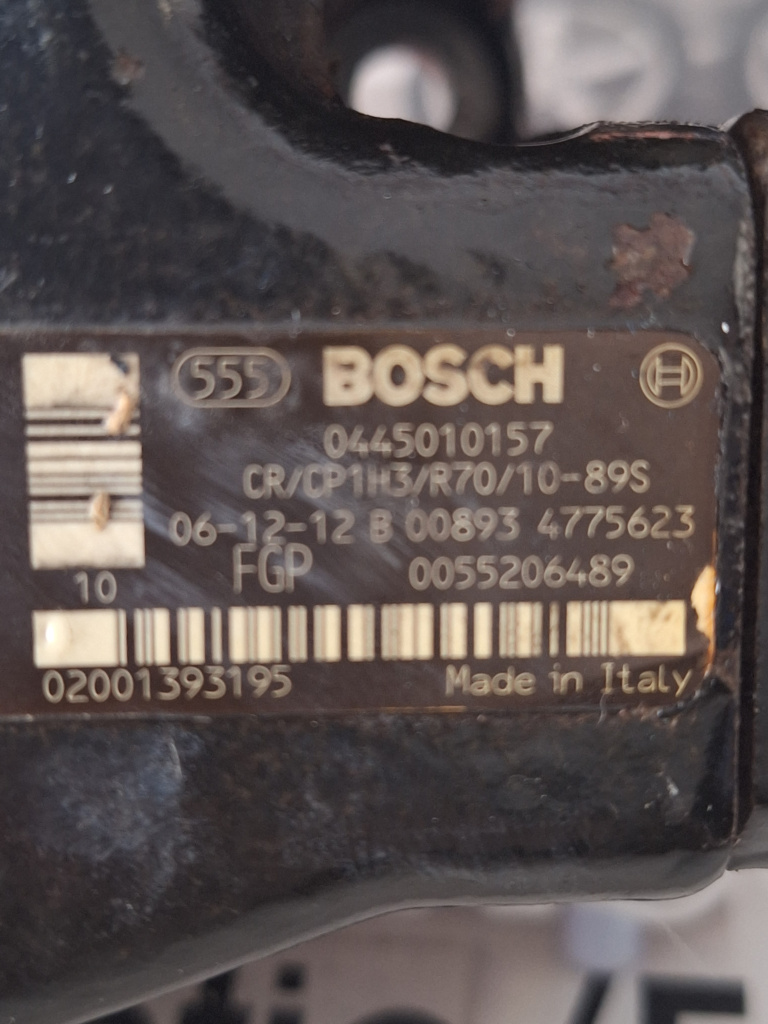 555 BOSCH
0445010157
CR/CP1H3/R70/10-89S
06-12-12 B 00893 4775623
FGP 0055206489
10
02001393195 Made in Italy